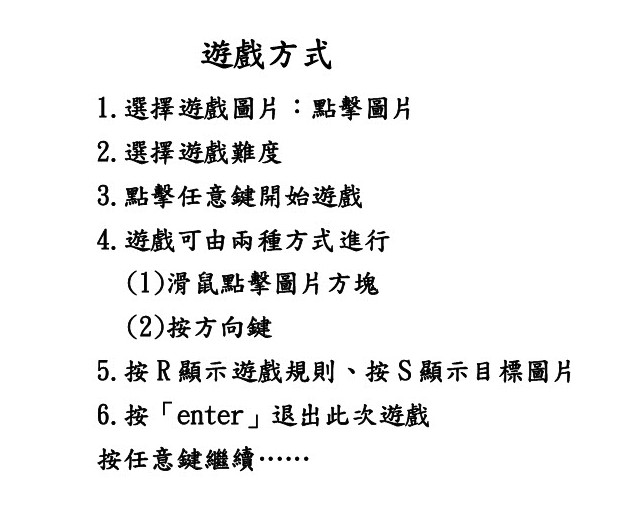 遊戲方式
1.選擇遊戲圖片：點擊圖片
2.選擇遊戲難度
3.點擊任意鍵開始遊戲
4.遊戲可由兩種方式進行
(1)滑鼠點擊圖片方塊
(2)按方向鍵
5.按R顯示遊戲規則、按S顯示目標圖片
6.按「enter」退出此次遊戲
按任意鍵繼續……